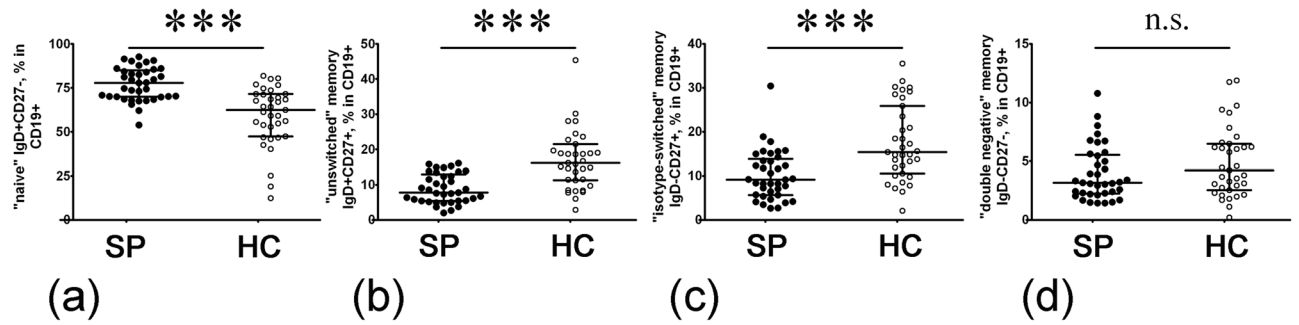 ***
"naive" IgD+CD27-, % in
CD19+
100
75
50
25
0
SP
HC
(a)
***
"unswitched" memory
IgD+CD27+, % in CD19+
50
40
30
20
10
0
SP
HC
(b)
***
"isotype-switched" memory
IgD-CD27+, % in CD19+
40
30
20
10
0
SP
HC
(c)
n.s.
"double negative" memory
IgD-CD27-, % in CD19+
15
10
5
0
SP
HC
(d)